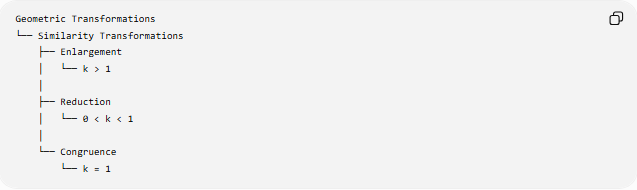 Geometric Transformations
└── Similarity Transformations
    ├── Enlargement
    │   └── k > 1
    │
    ├── Reduction
    │   └── 0 < k < 1
    │
    └── Congruence
        └── k = 1